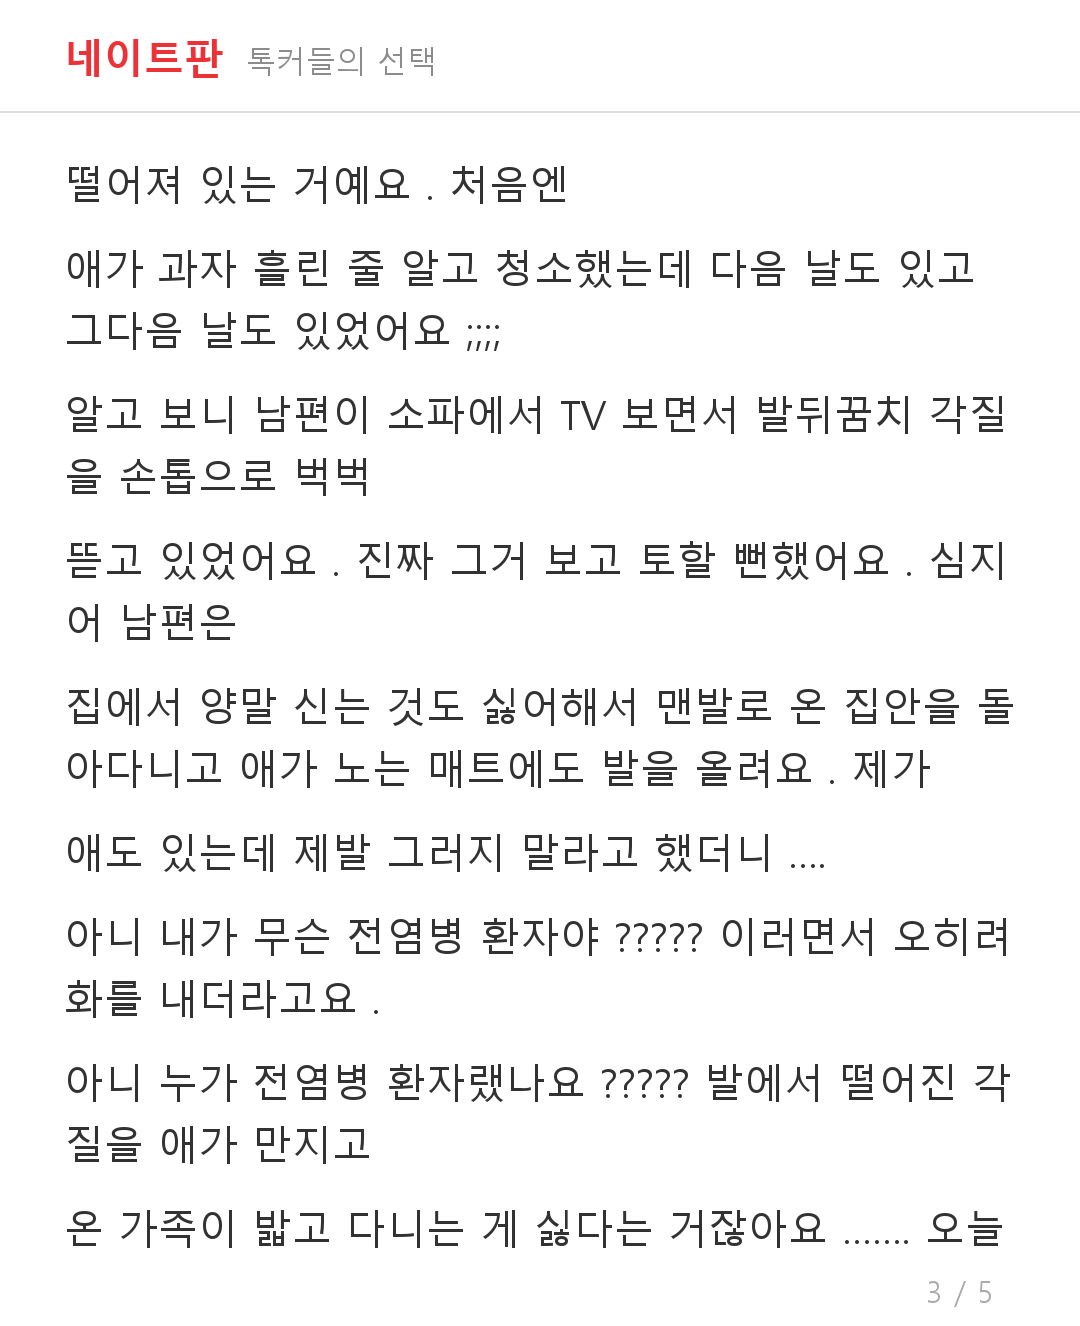 네이트판 톡커들의 선택
떨어져 있는 거예요 . 처음엔
애가 과자 흘린 줄 알고 청소했는데 다음 날도 있고
그다음 날도 있었어요 ;;;;
알고 보니 남편이 소파에서 TV 보면서 발뒤꿈치 각질
을 손톱으로 벅벅
뜯고 있었어요 . 진짜 그거 보고 토할 뻔했어요 . 심지
어 남편은
집에서 양말 신는 것도 싫어해서 맨발로 온 집안을 돌
아다니고 애가 노는 매트에도 발을 올려요 . 제가
애도 있는데 제발 그러지 말라고 했더니 ....
아니 내가 무슨 전염병 환자야 ????? 이러면서 오히려
화를 내더라고요 .
아니 누가 전염병 환자랬나요 ????? 발에서 떨어진 각
질을 애가 만지고
온 가족이 밟고 다니는 게 싫다는 거잖아요 ....... 오늘
3 / 5